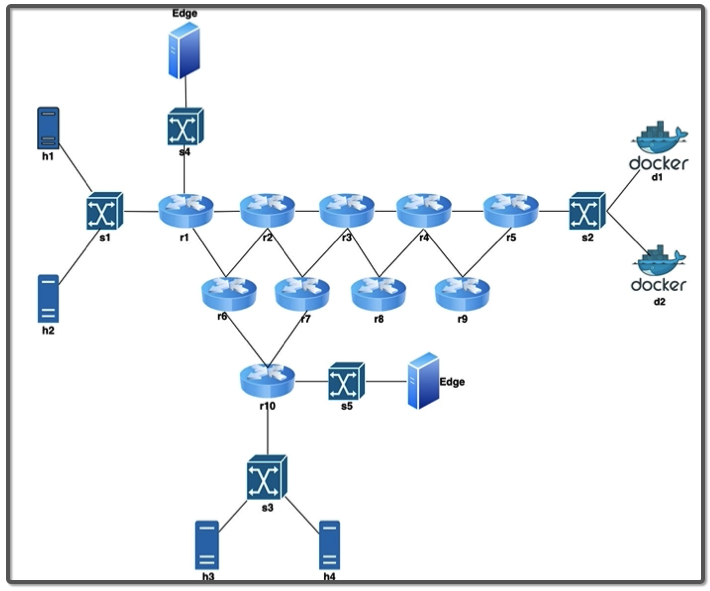 Edge
h1
s4
docker
d1
s1
r1
r2
r3
r4
r5
s2
docker
d2
h2
r6
r7
r8
r9
Edge
r10
s5
s3
h3
h4